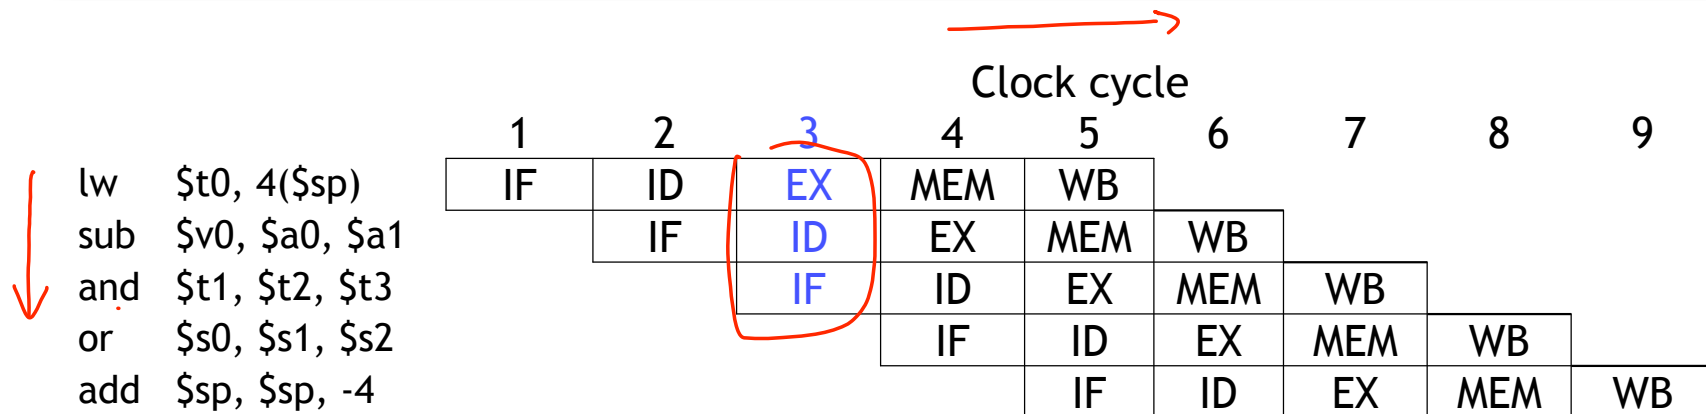 Clock cycle
1 2 3 4 5 6 7 8 9
lw $t0, 4($sp) IF ID EX MEM WB
sub $v0, $a0, $a1 IF ID EX MEM WB
and $t1, $t2, $t3 IF ID EX MEM WB
or $s0, $s1, $s2 IF ID EX MEM WB
add $sp, $sp, -4 IF ID EX MEM WB